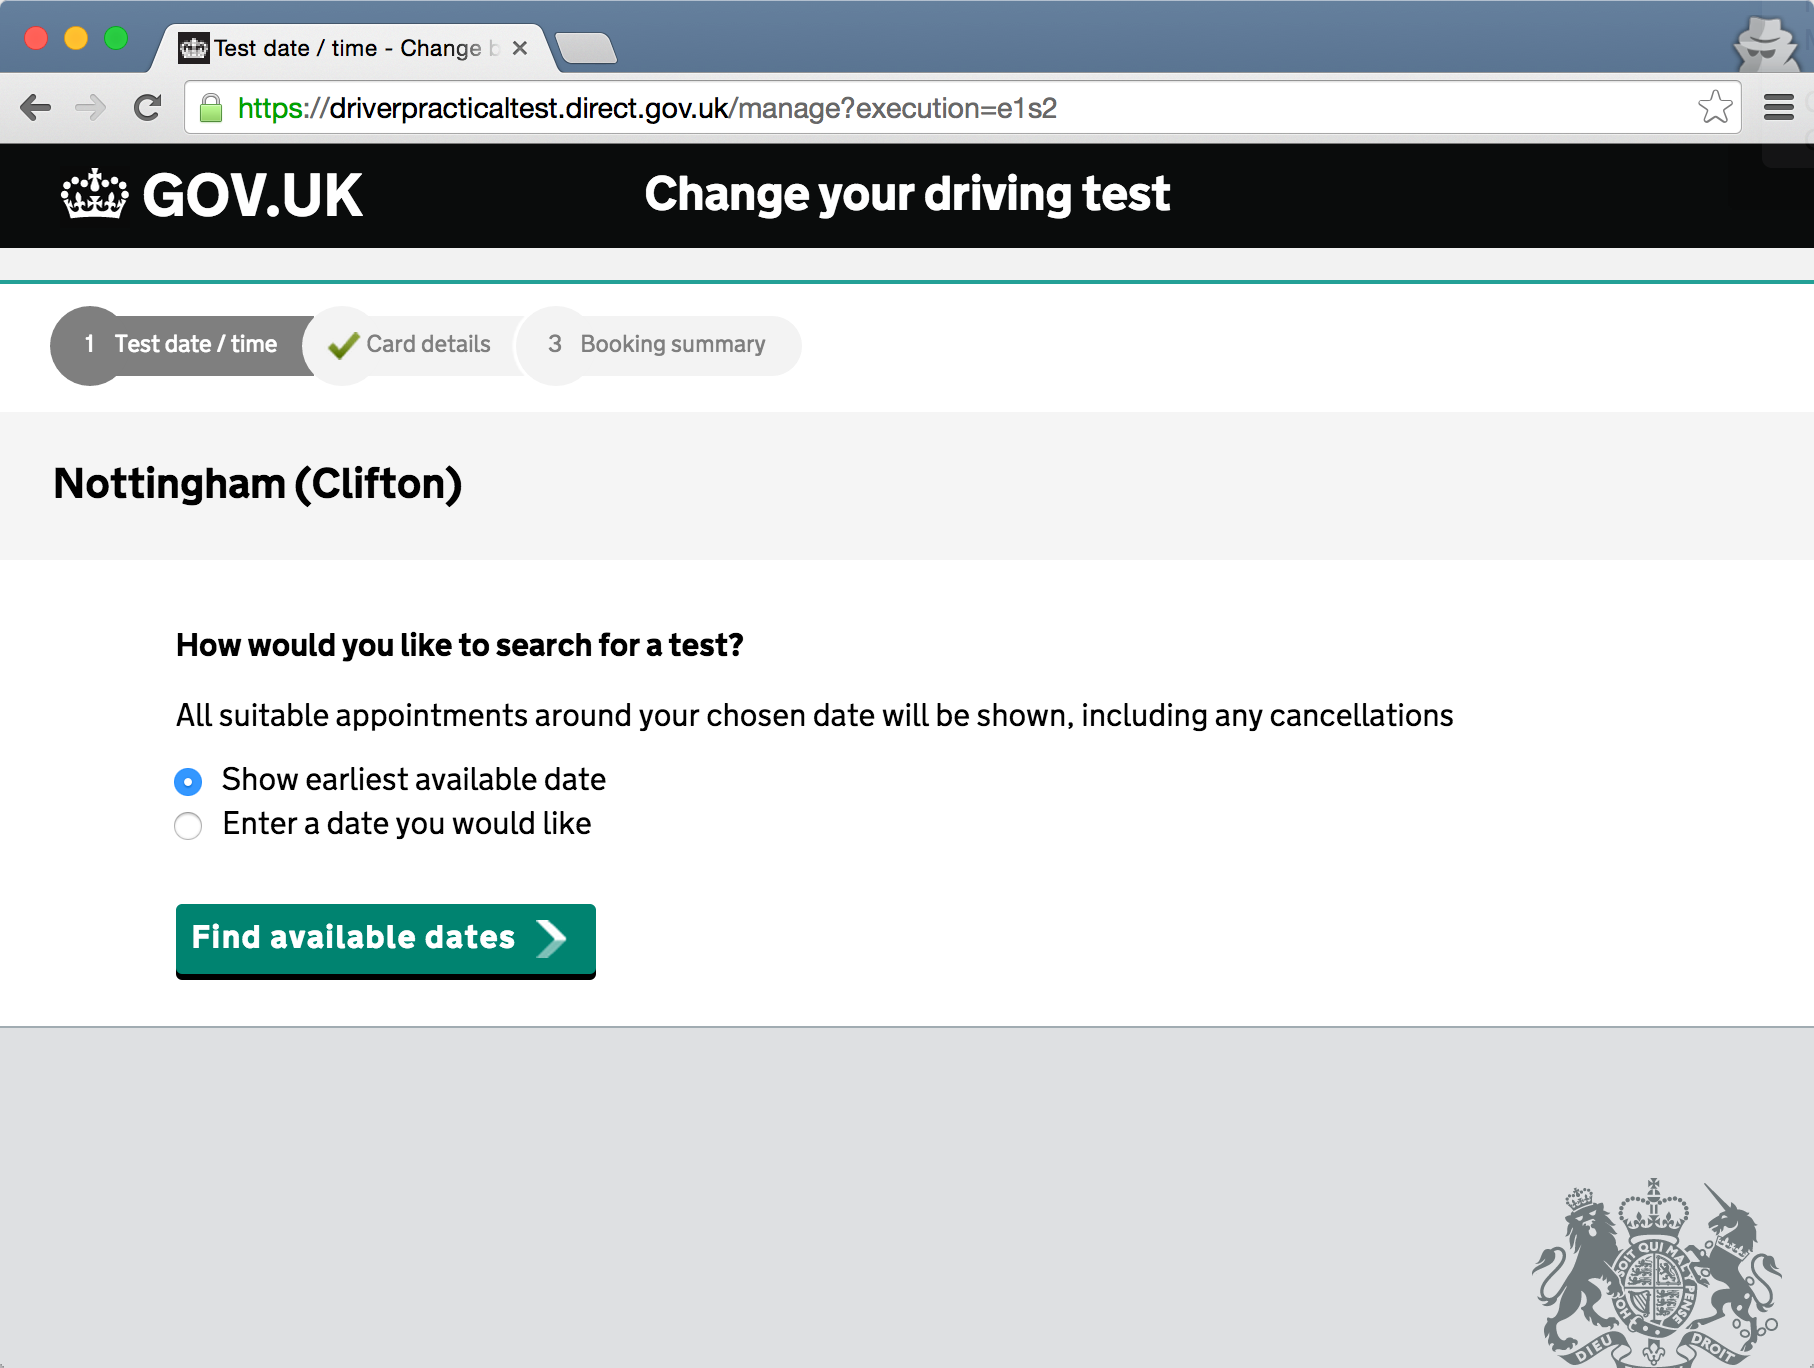 Test date / time - Change b
https://driverpracticaltest.direct.gov.uk/manage?execution=e1s2
GOV.UK
Change your driving test
1 Test date / time
Card details
3 Booking summary
Nottingham (Clifton)
How would you like to search for a test?
All suitable appointments around your chosen date will be shown, including any cancellations
Show earliest available date
Enter a date you would like
Find available dates
SOIT QUI MAL Y PENSE
DIEU
DROIT